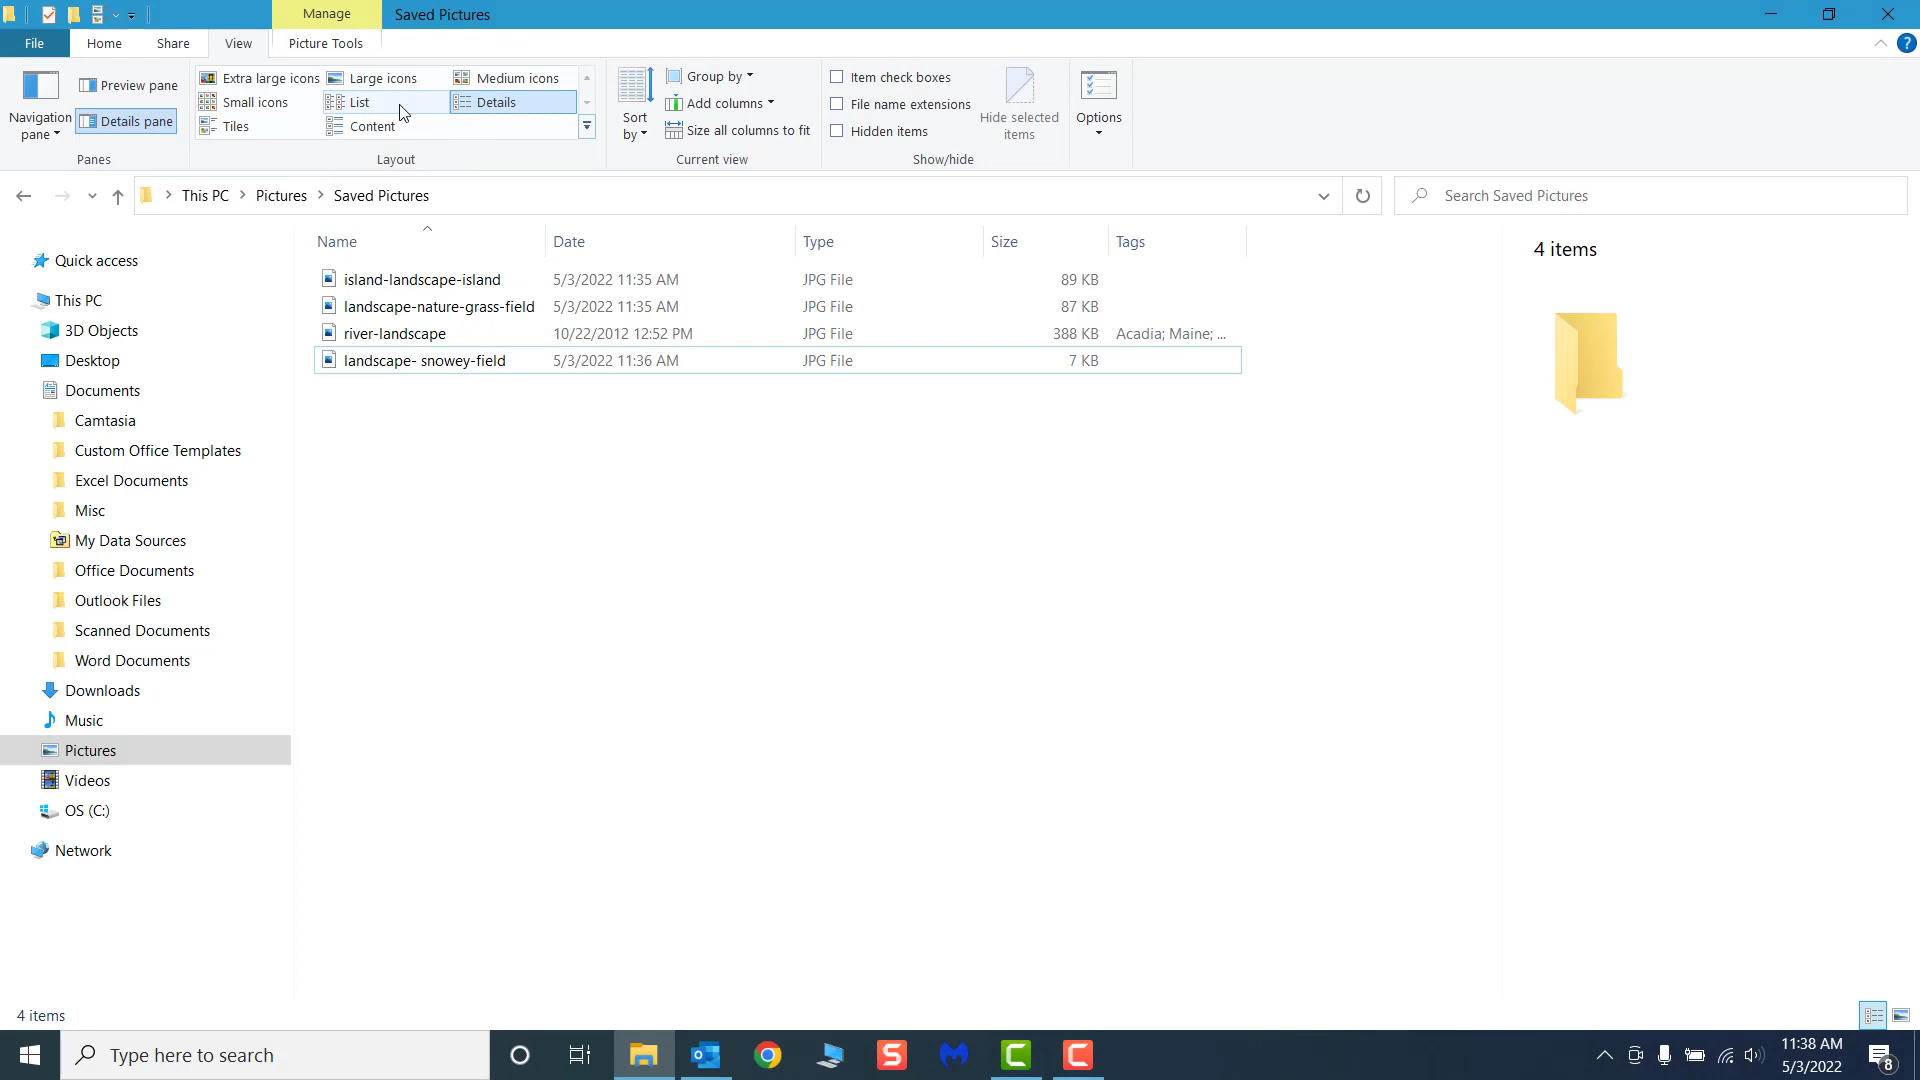 Manage
Saved Pictures
File
Home
Share
View
Picture Tools
?
Navigation pane
Preview pane
Details pane
Panes
Extra large icons
Large icons
Medium icons
Small icons
List
Details
Tiles
Content
Layout
Sort by
Group by
Add columns
Size all columns to fit
Current view
Item check boxes
File name extensions
Hidden items
Hide selected items
Show/hide
Options
This PC > Pictures > Saved Pictures
Search Saved Pictures
Name Date Type Size Tags
island-landscape-island 5/3/2022 11:35 AM JPG File 89 KB
landscape-nature-grass-field 5/3/2022 11:35 AM JPG File 87 KB
river-landscape 10/22/2012 12:52 PM JPG File 388 KB Acadia; Maine; ...
landscape- snowey-field 5/3/2022 11:36 AM JPG File 7 KB
4 items
Quick access
This PC
3D Objects
Desktop
Documents
Camtasia
Custom Office Templates
Excel Documents
Misc
My Data Sources
Office Documents
Outlook Files
Scanned Documents
Word Documents
Downloads
Music
Pictures
Videos
OS (C:)
Network
4 items
Type here to search
S
C
C
11:38 AM
5/3/2022
8